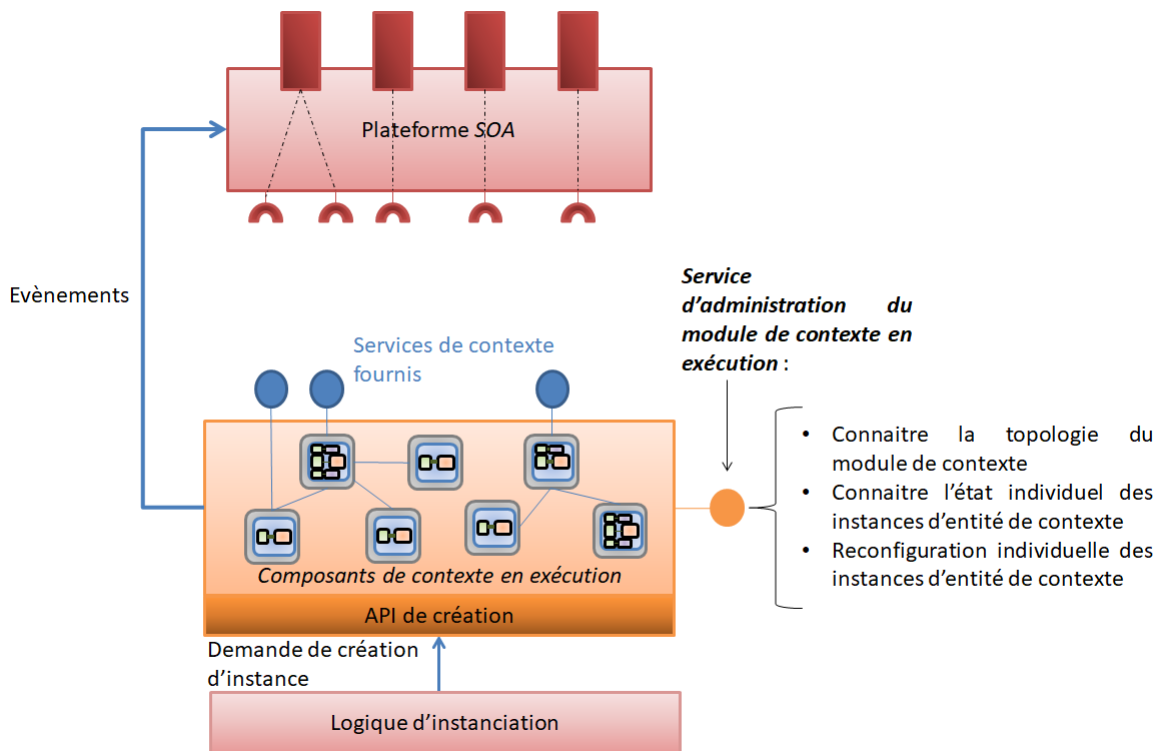 Plateforme SOA
Evènements
Service
d'administration du
module de contexte en
exécution :
Services de contexte
fournis
• Connaitre la topologie du
module de contexte
• Connaitre l'état individuel des
instances d'entité de contexte
• Reconfiguration individuelle des
instances d'entité de contexte
Composants de contexte en exécution
API de création
Demande de création
d'instance
Logique d'instanciation